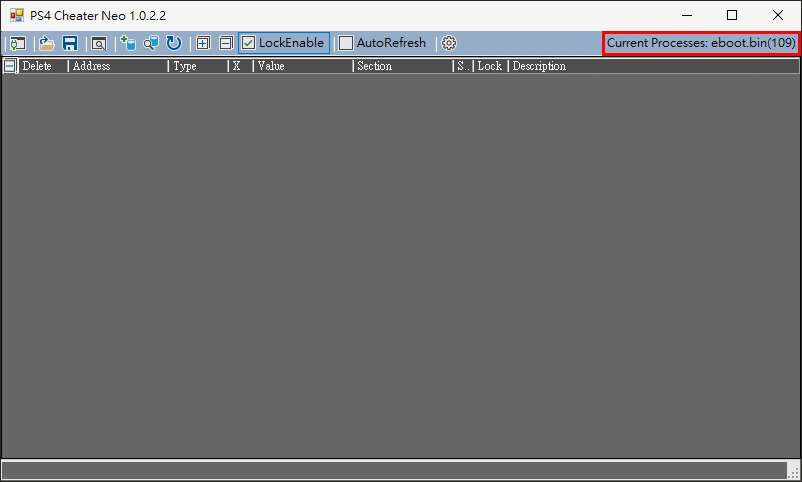 PS4 Cheater Neo 1.0.2.2
LockEnable AutoRefresh Current Processes: eboot.bin(109)
Delete Address Type X Value Section S.. Lock Description